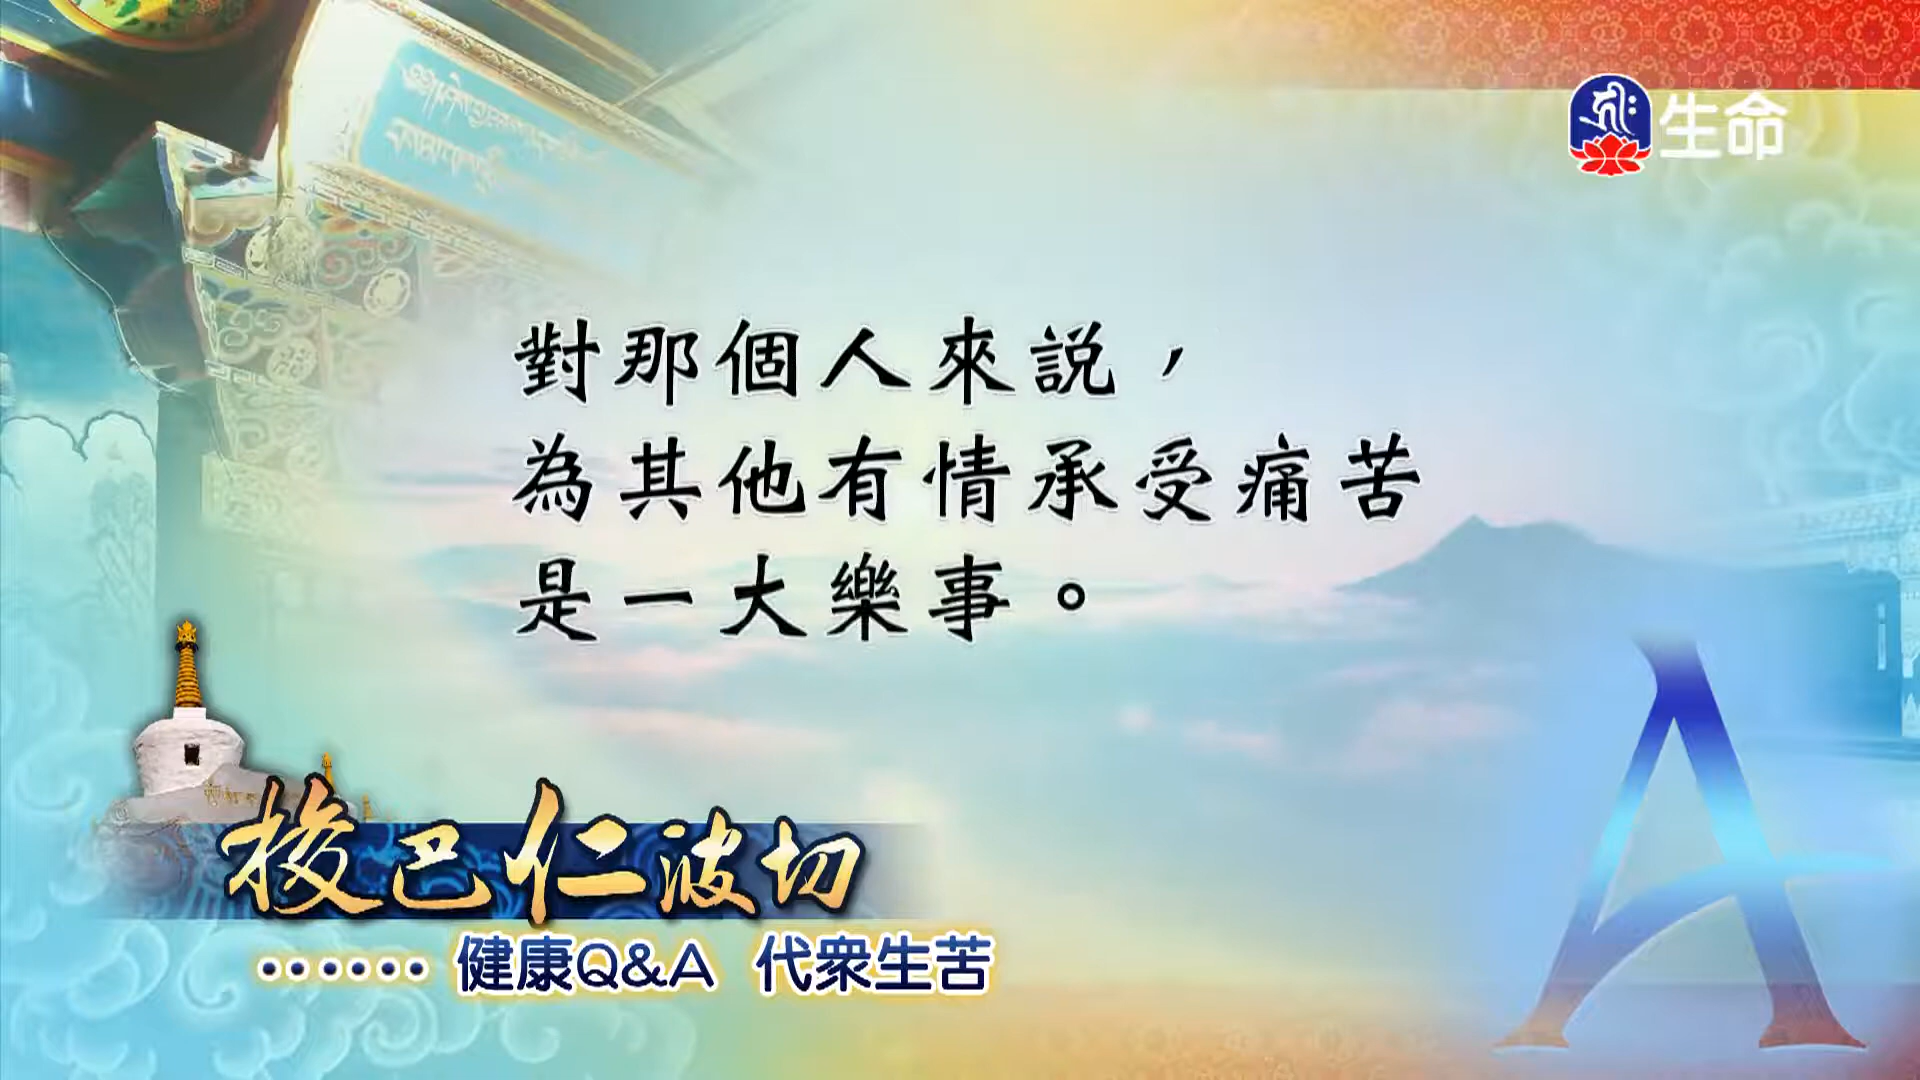 生命
對那個人來説，
為其他有情承受痛苦
是一大樂事。
梭巴仁波切
······ 健康Q&A 代眾生苦
A